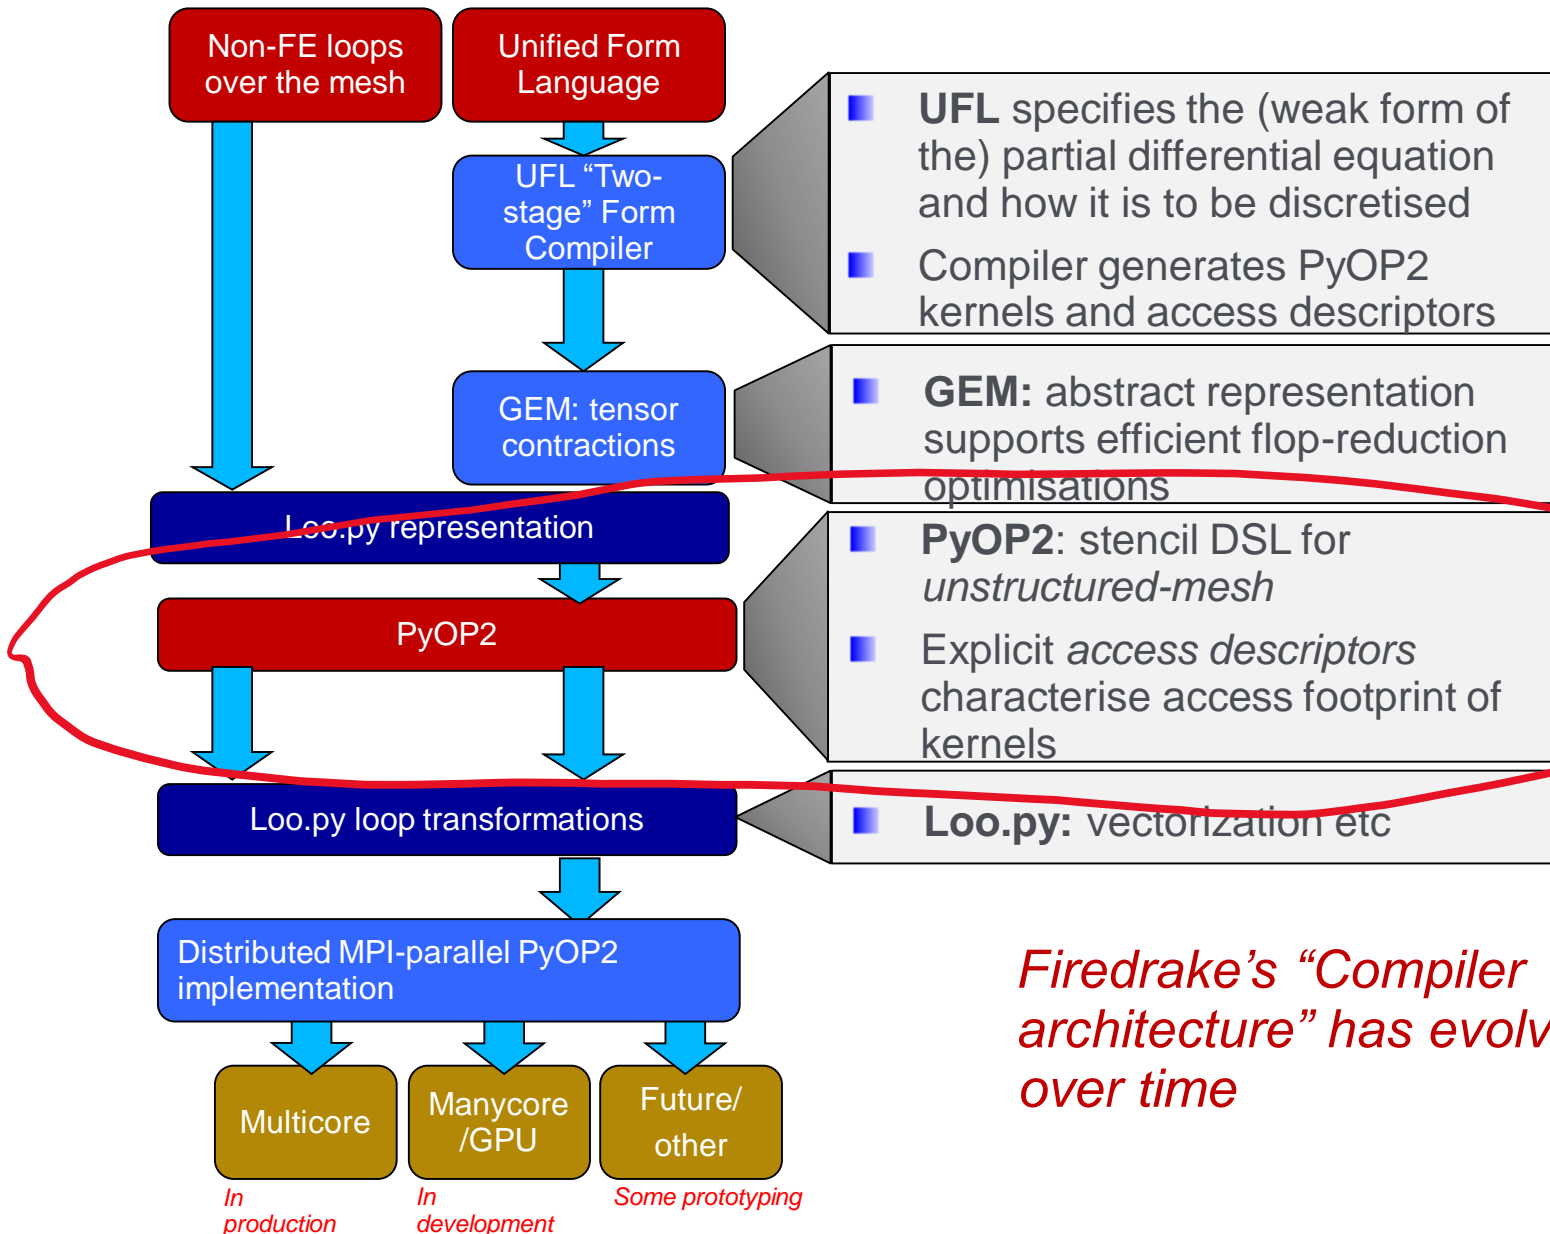 Non-FE loops
over the mesh
Unified Form
Language
UFL “Two-
stage” Form
Compiler
GEM: tensor
contractions
Loo.py representation
PyOP2
Loo.py loop transformations
Distributed MPI-parallel PyOP2
implementation
Multicore
Manycore
/GPU
Future/
other
In
production
In
development
Some prototyping
UFL specifies the (weak form of
the) partial differential equation
and how it is to be discretised
Compiler generates PyOP2
kernels and access descriptors
GEM: abstract representation
supports efficient flop-reduction
optimisations
PyOP2: stencil DSL for
unstructured-mesh
Explicit access descriptors
characterise access footprint of
kernels
Loo.py: vectorization etc
Firedrake’s “Compiler
architecture” has evolv
over time